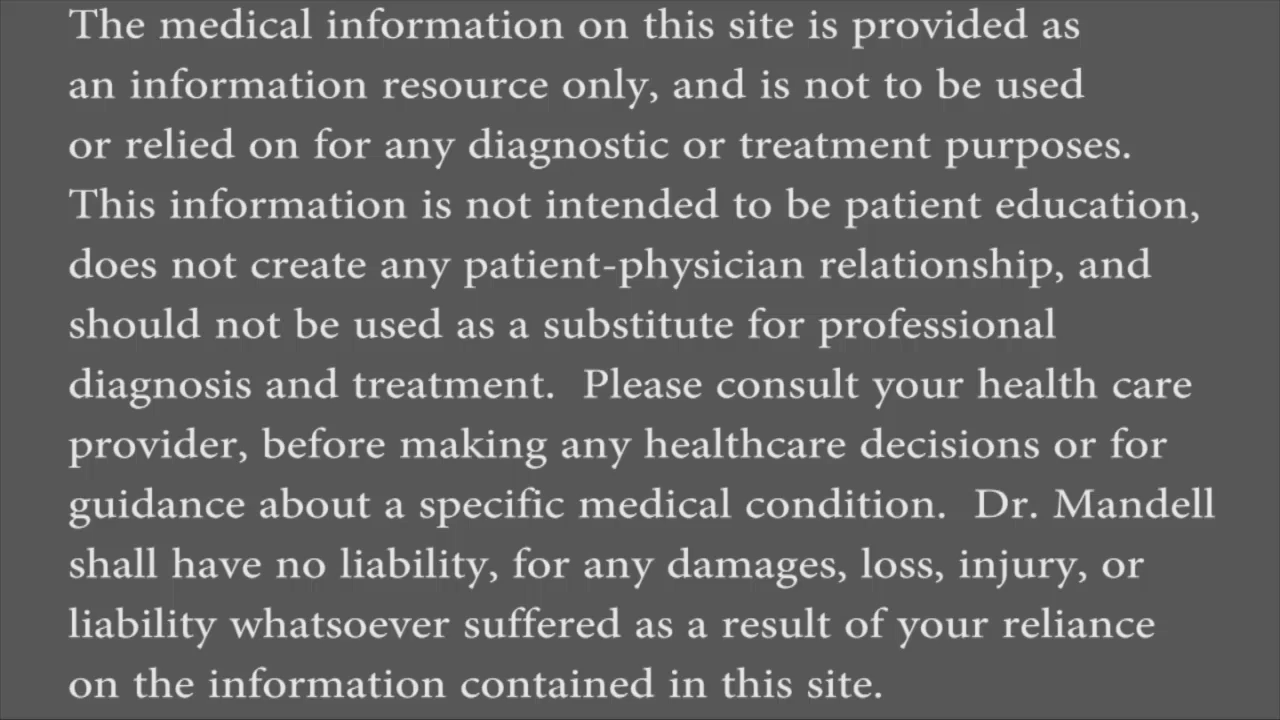 The medical information on this site is provided as
an information resource only, and is not to be used
or relied on for any diagnostic or treatment purposes.
This information is not intended to be patient education,
does not create any patient-physician relationship, and
should not be used as a substitute for professional
diagnosis and treatment.  Please consult your health care
provider, before making any healthcare decisions or for
guidance about a specific medical condition.  Dr. Mandell
shall have no liability, for any damages, loss, injury, or
liability whatsoever suffered as a result of your reliance
on the information contained in this site.